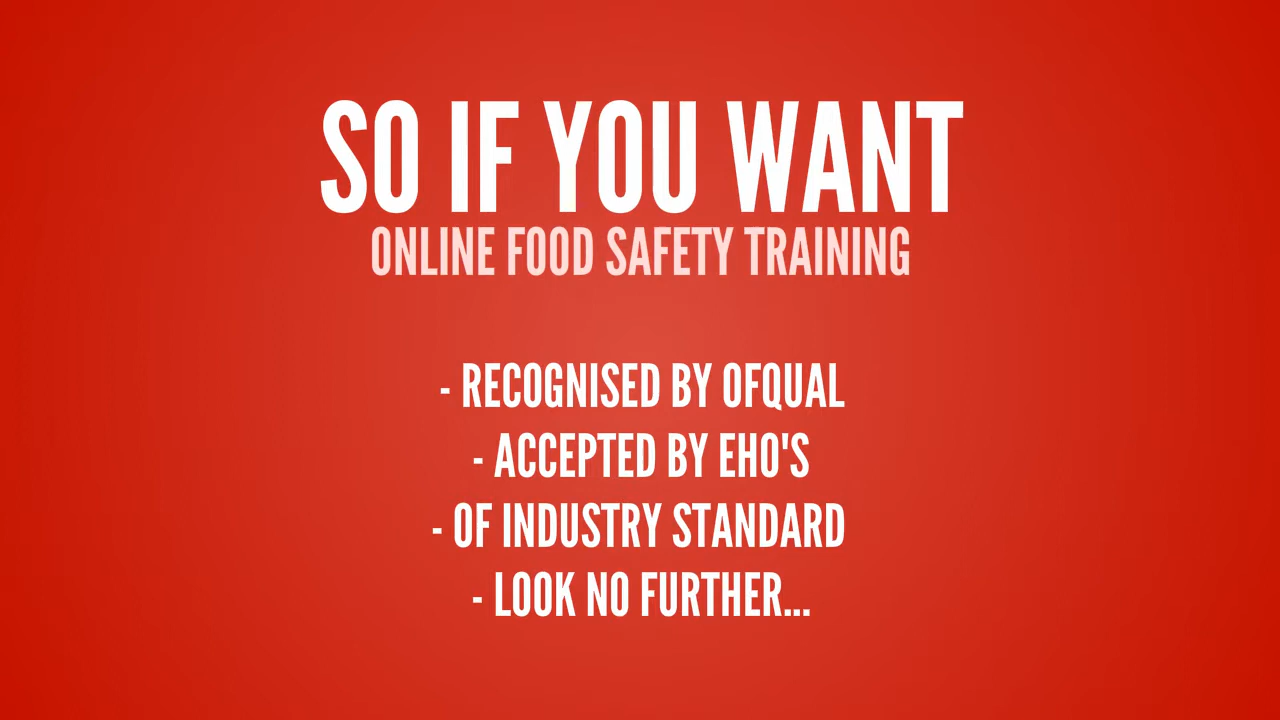 SO IF YOU WANT
ONLINE FOOD SAFETY TRAINING
- RECOGNISED BY OFQUAL
- ACCEPTED BY EHO'S
- OF INDUSTRY STANDARD
- LOOK NO FURTHER...